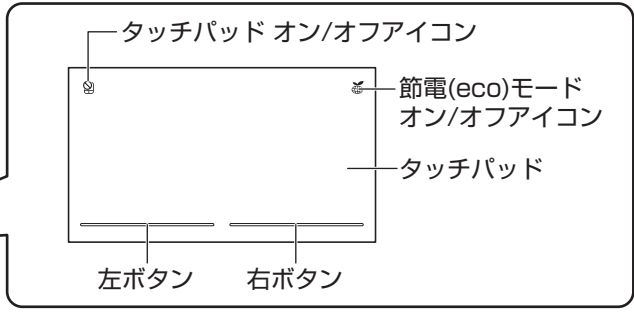 タッチパッド オン/オフアイコン
節電(eco)モード
オン/オフアイコン
タッチパッド
左ボタン
右ボタン